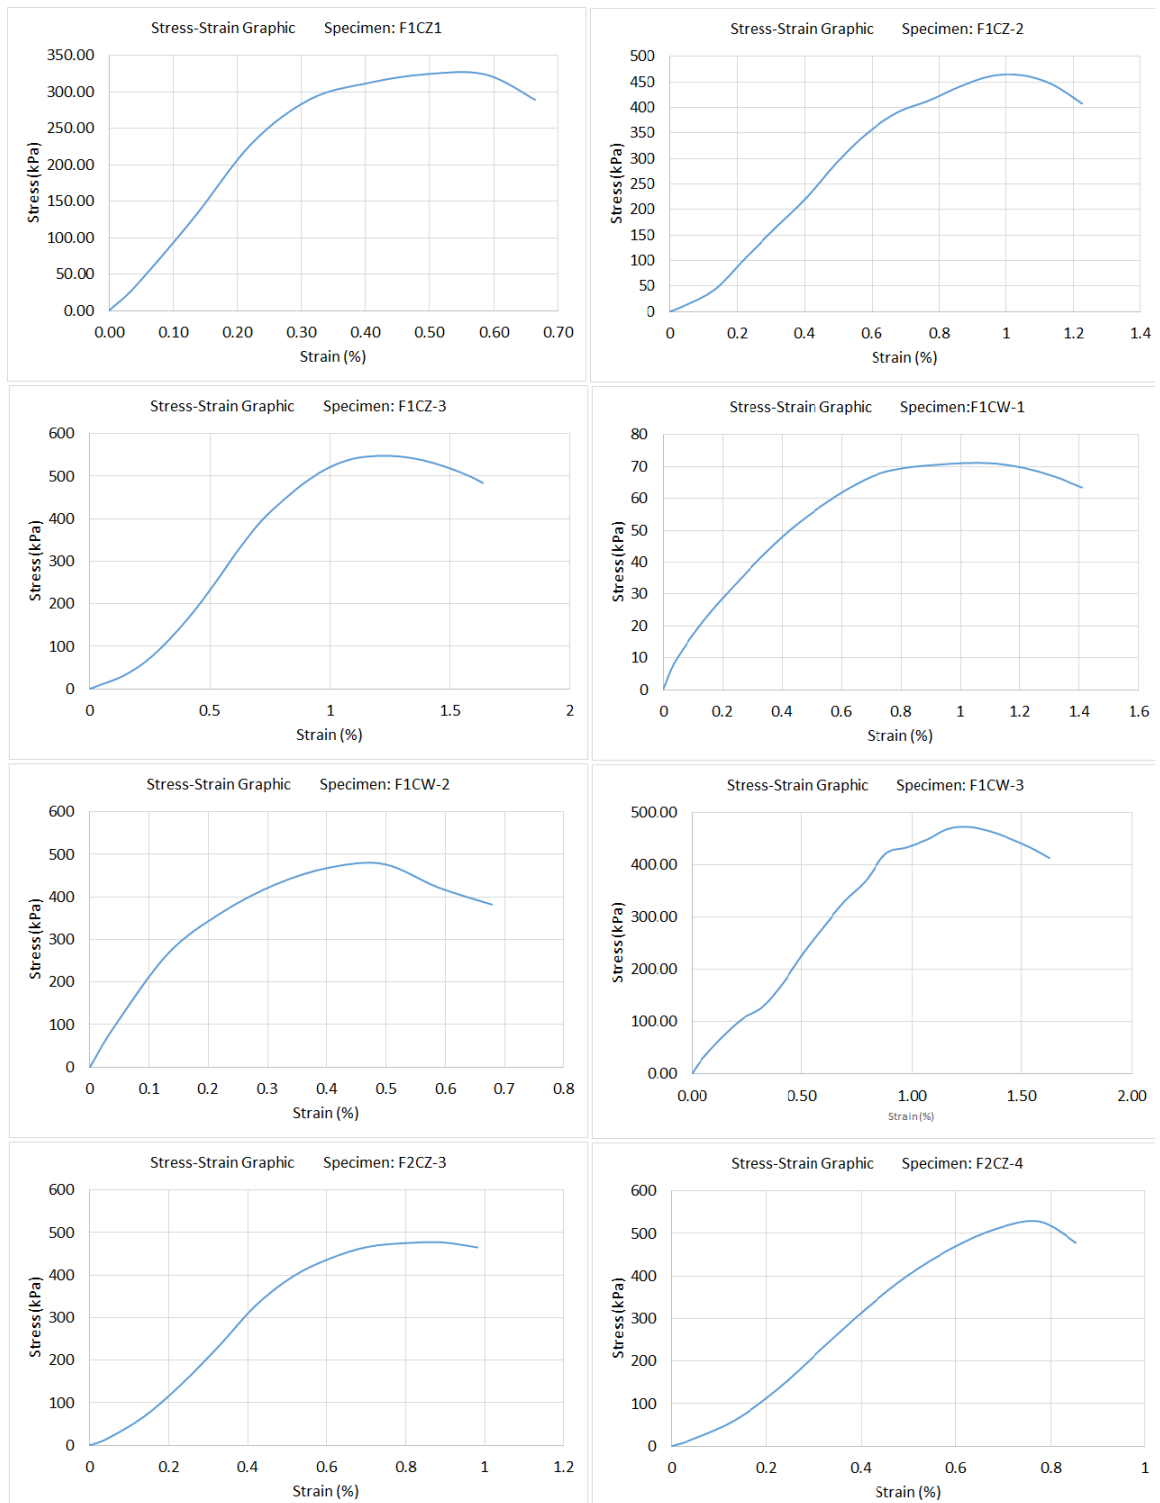 Stress-Strain Graphic Specimen: F1CZ1
350.00
300.00
250.00
200.00
150.00
100.00
50.00
0.00
Stress (kPa)
0.00 0.10 0.20 0.30 0.40 0.50 0.60 0.70
Strain (%)
Stress-Strain Graphic Specimen: F1CZ-2
500
450
400
350
300
250
200
150
100
50
0
Stress (kPa)
0 0.2 0.4 0.6 0.8 1 1.2 1.4
Strain (%)
Stress-Strain Graphic Specimen: F1CZ-3
600
500
400
300
200
100
0
Stress (kPa)
0 0.5 1 1.5 2
Strain (%)
Stress-Strain Graphic Specimen:F1CW-1
80
70
60
50
40
30
20
10
0
Stress (kPa)
0 0.2 0.4 0.6 0.8 1 1.2 1.4 1.6
Strain (%)
Stress-Strain Graphic Specimen: F1CW-2
600
500
400
300
200
100
0
Stress (kPa)
0 0.1 0.2 0.3 0.4 0.5 0.6 0.7 0.8
Strain (%)
Stress-Strain Graphic Specimen: F1CW-3
500.00
400.00
300.00
200.00
100.00
0.00
Stress (kPa)
0.00 0.50 1.00 1.50 2.00
Strain (%)
Stress-Strain Graphic Specimen: F2CZ-3
600
500
400
300
200
100
0
Stress (kPa)
0 0.2 0.4 0.6 0.8 1 1.2
Strain (%)
Stress-Strain Graphic Specimen: F2CZ-4
600
500
400
300
200
100
0
Stress (kPa)
0 0.2 0.4 0.6 0.8 1
Strain (%)